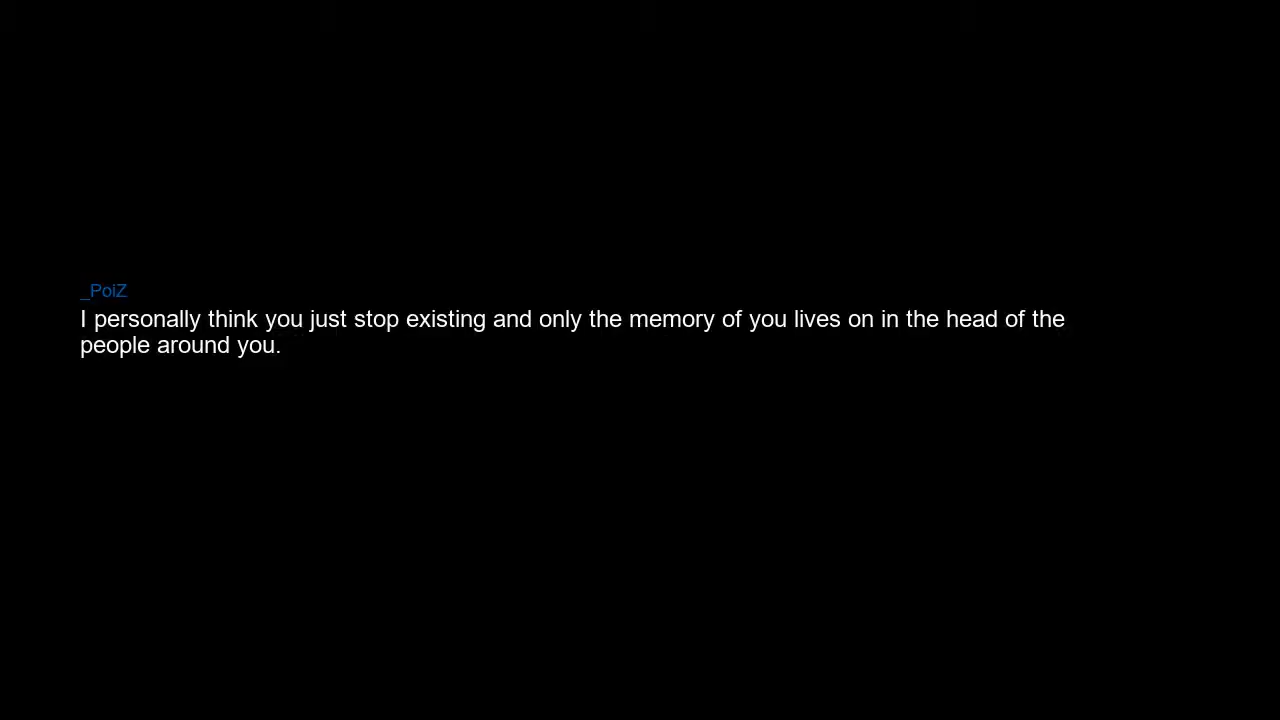 _PoiZ
I personally think you just stop existing and only the memory of you lives on in the head of the
people around you.